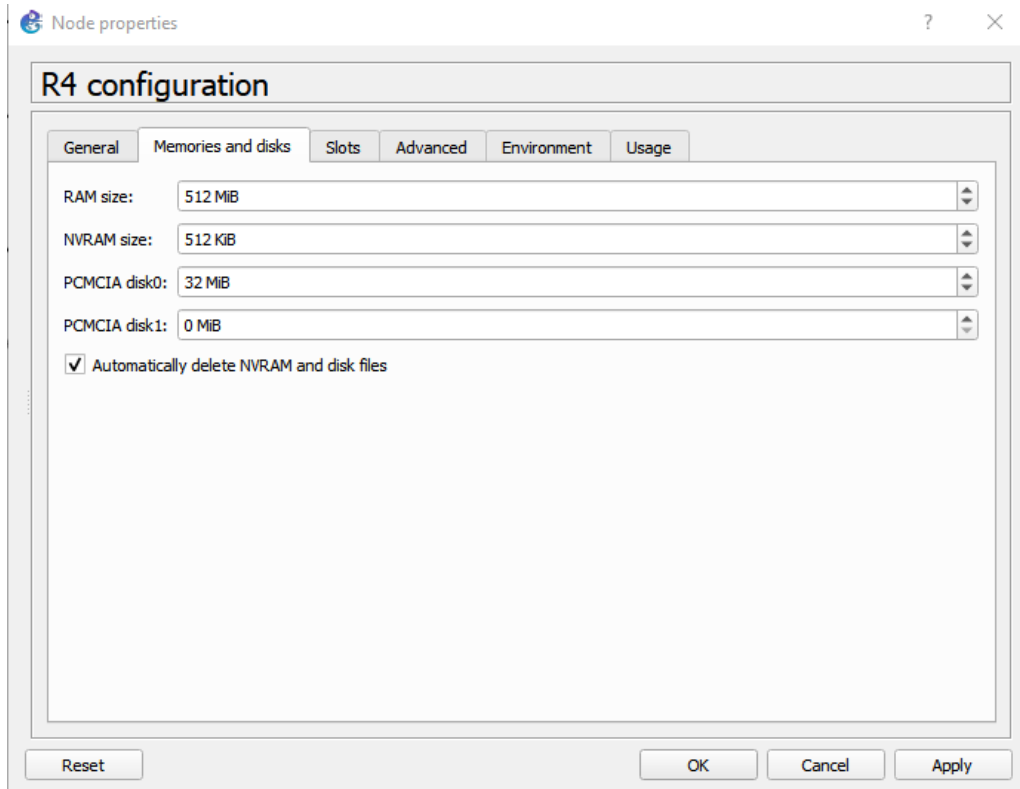 Node properties ?
R4 configuration
General Memories and disks Slots Advanced Environment Usage
RAM size: 512 MiB
NVRAM size: 512 KiB
PCMCIA disk0: 32 MiB
PCMCIA disk1: 0 MiB
Automatically delete NVRAM and disk files
Reset OK Cancel Apply